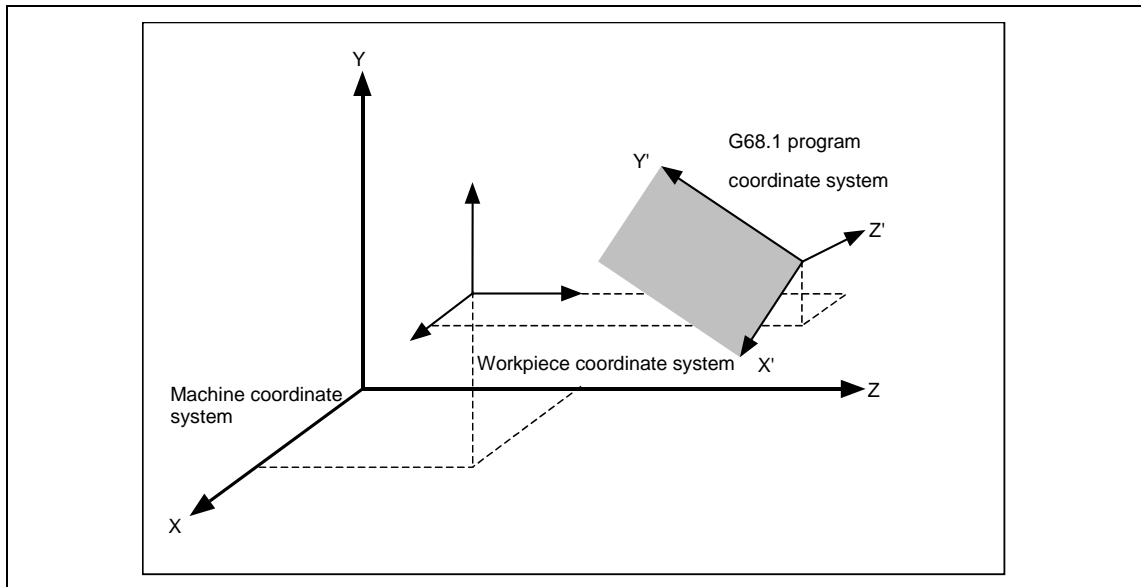 Y
G68.1 program
coordinate system
Y'
Z'
X'
Workpiece coordinate system
Machine coordinate
system
Z
X